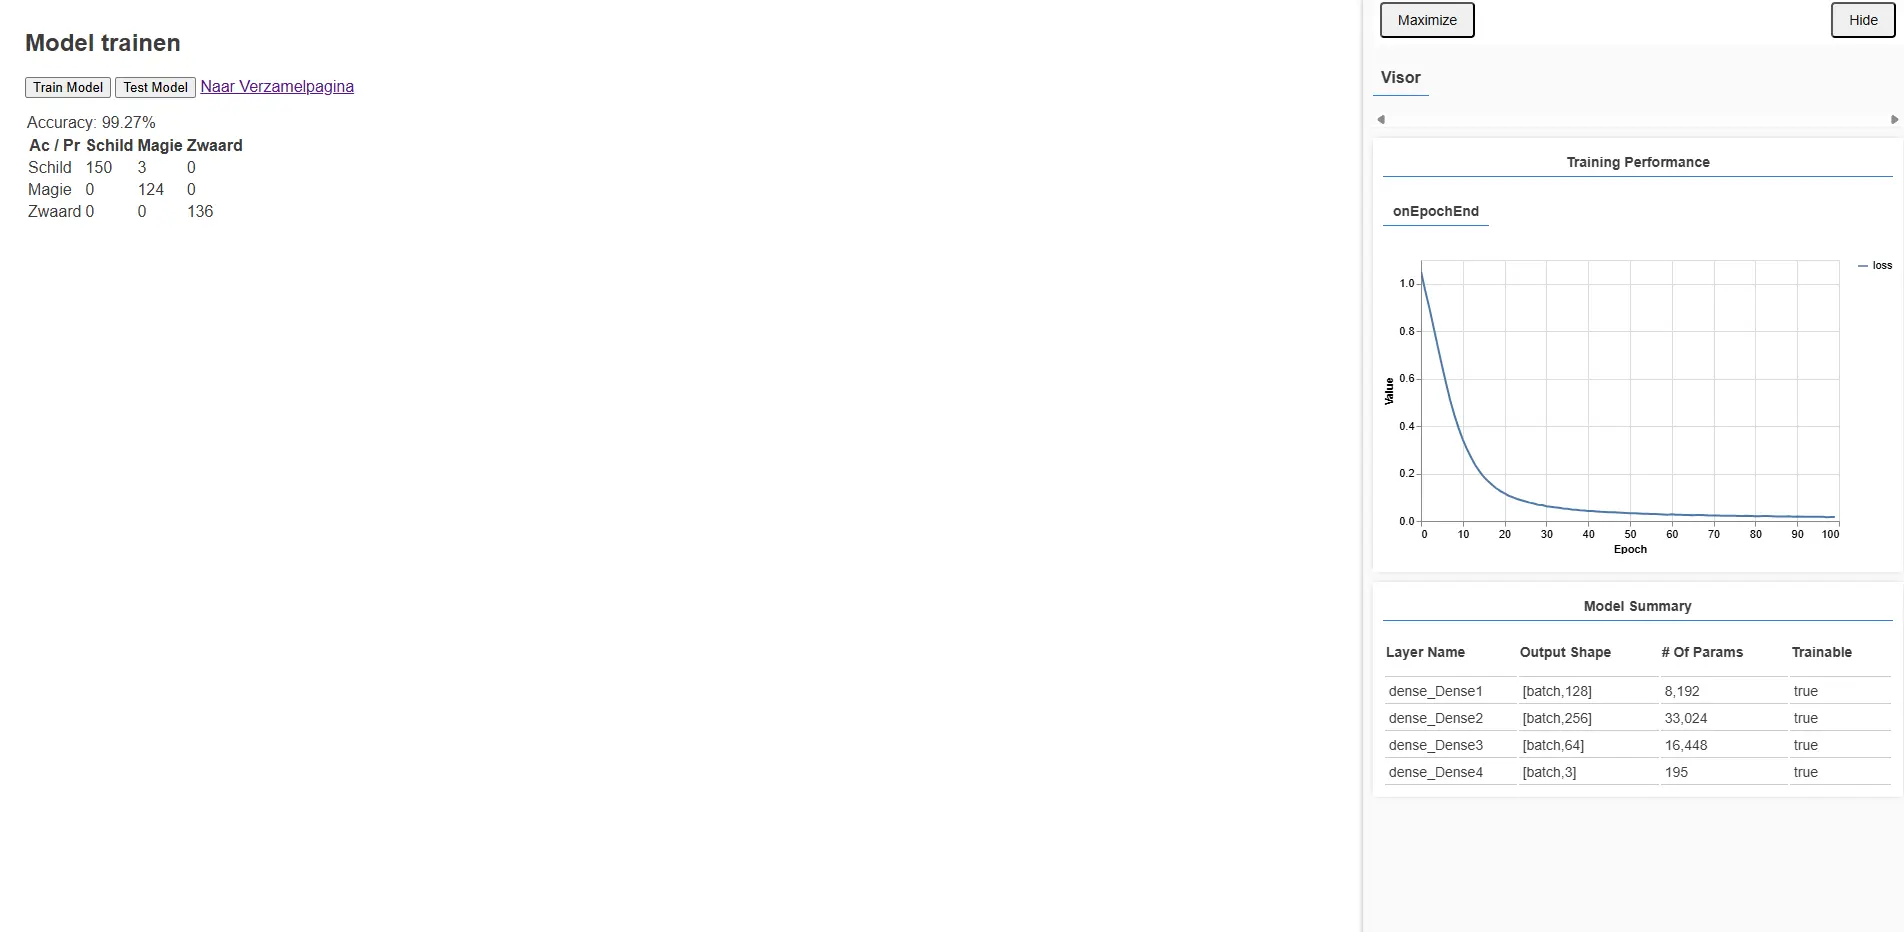 Model trainen
Train Model Test Model Naar Verzamelpagina
Accuracy: 99.27%
Ac / Pr Schild Magie Zwaard
Schild 150 3 0
Magie 0 124 0
Zwaard 0 0 136
Maximize Hide
Visor
Training Performance
onEpochEnd
loss
1.0
0.8
0.6
0.4
0.2
0.0
Value
0 10 20 30 40 50 60 70 80 90 100
Epoch
Model Summary
Layer Name Output Shape # Of Params Trainable
dense_Dense1 [batch,128] 8,192 true
dense_Dense2 [batch,256] 33,024 true
dense_Dense3 [batch,64] 16,448 true
dense_Dense4 [batch,3] 195 true